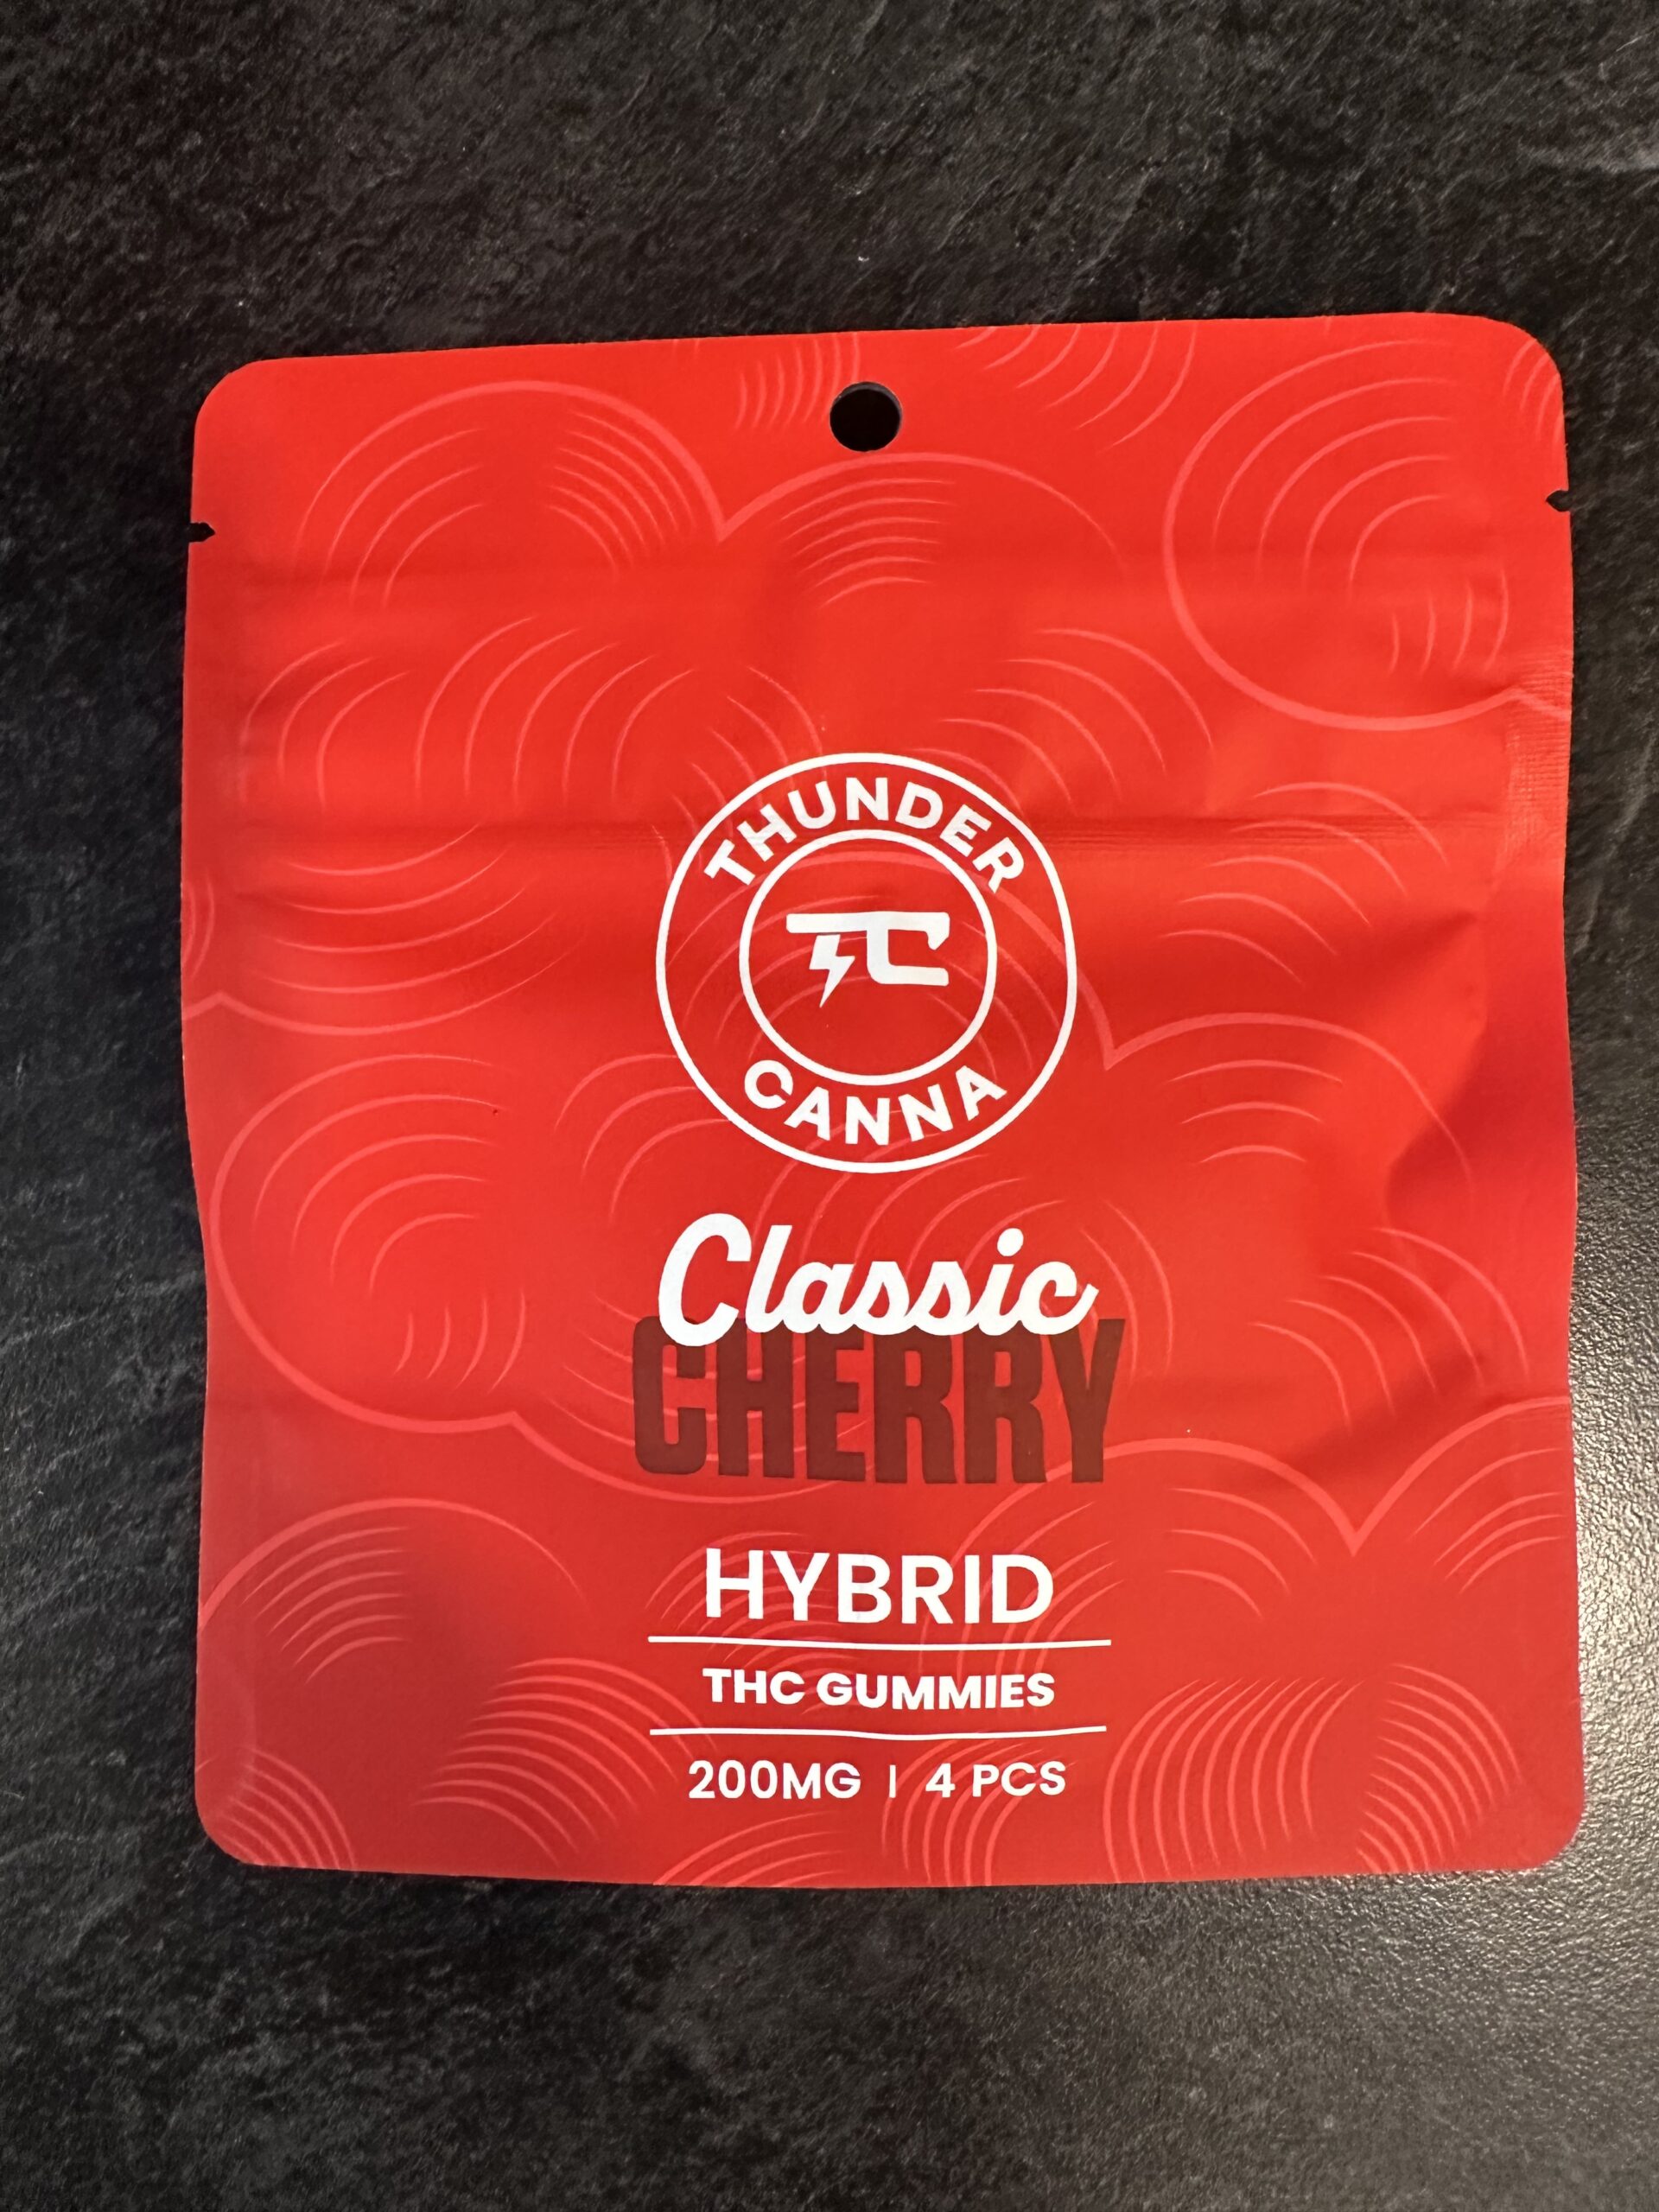 THUNDER
TC
CANNA
Classic
CHERRY
HYBRID
THC GUMMIES
200MG | 4 PCS